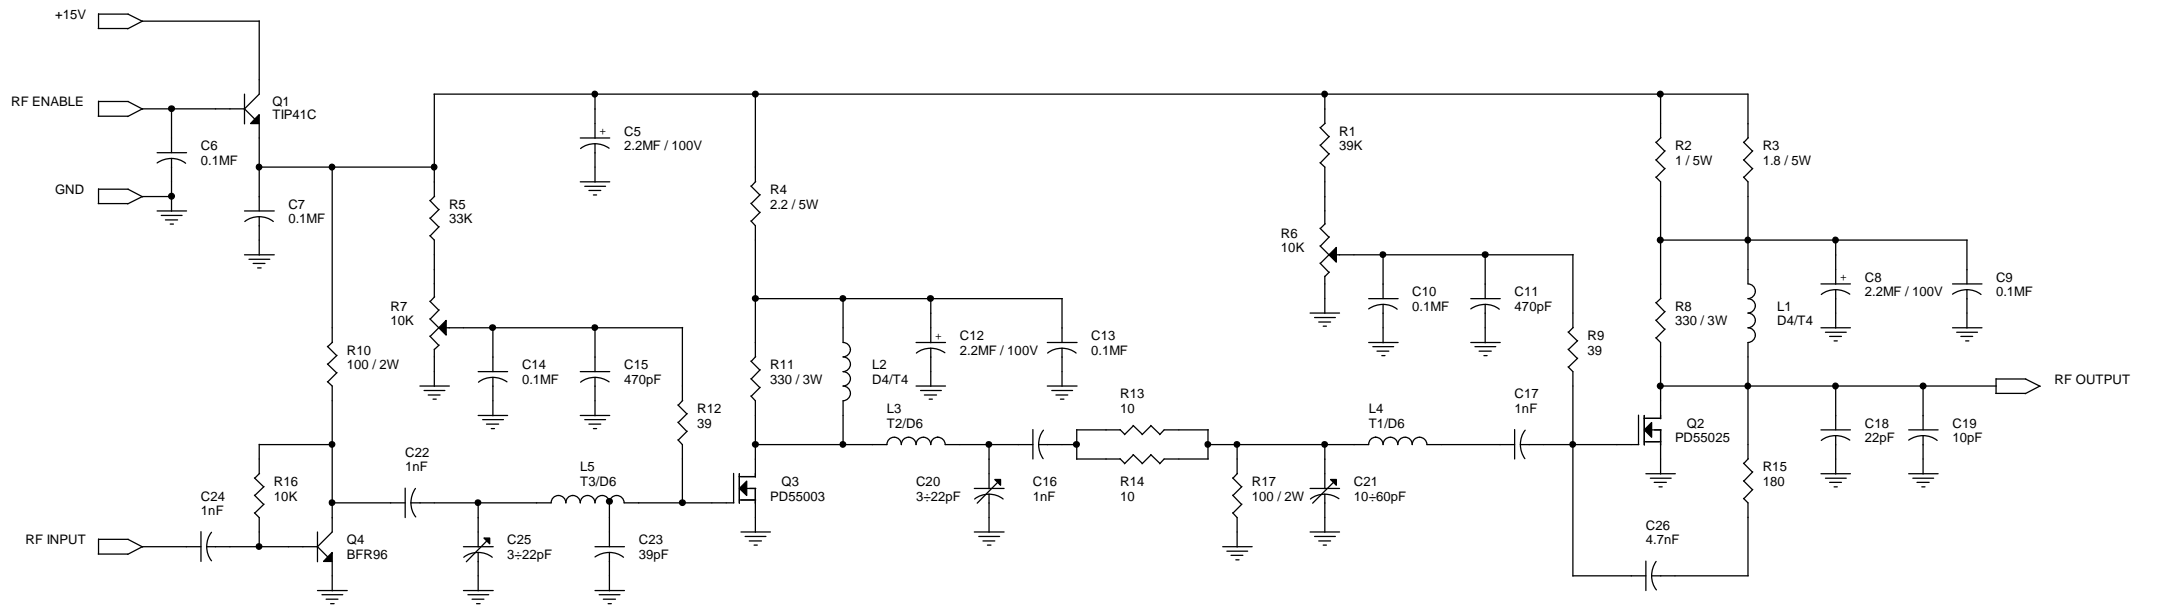 +15V
RF ENABLE
Q1
TIP41C
C6
0.1MF
GND
C7
0.1MF
R5
33K
C5
+
2.2MF / 100V
R4
2.2 / 5W
R1
39K
R2
1 / 5W
R3
1.8 / 5W
R6
10K
R7
10K
C10
0.1MF
C11
470pF
C8
+
2.2MF / 100V
C9
0.1MF
R8
330 / 3W
L1
D4/T4
R10
100 / 2W
C14
0.1MF
C15
470pF
R11
330 / 3W
L2
D4/T4
C12
+
2.2MF / 100V
C13
0.1MF
R9
39
RF OUTPUT
R12
39
L3
T2/D6
R13
10
L4
T1/D6
C17
1nF
Q2
PD55025
C18
22pF
C19
10pF
C22
1nF
L5
T3/D6
R16
10K
C24
1nF
Q3
PD55003
C20
3÷22pF
C16
1nF
R14
10
R17
100 / 2W
C21
10÷60pF
R15
180
RF INPUT
Q4
BFR96
C25
3÷22pF
C23
39pF
C26
4.7nF